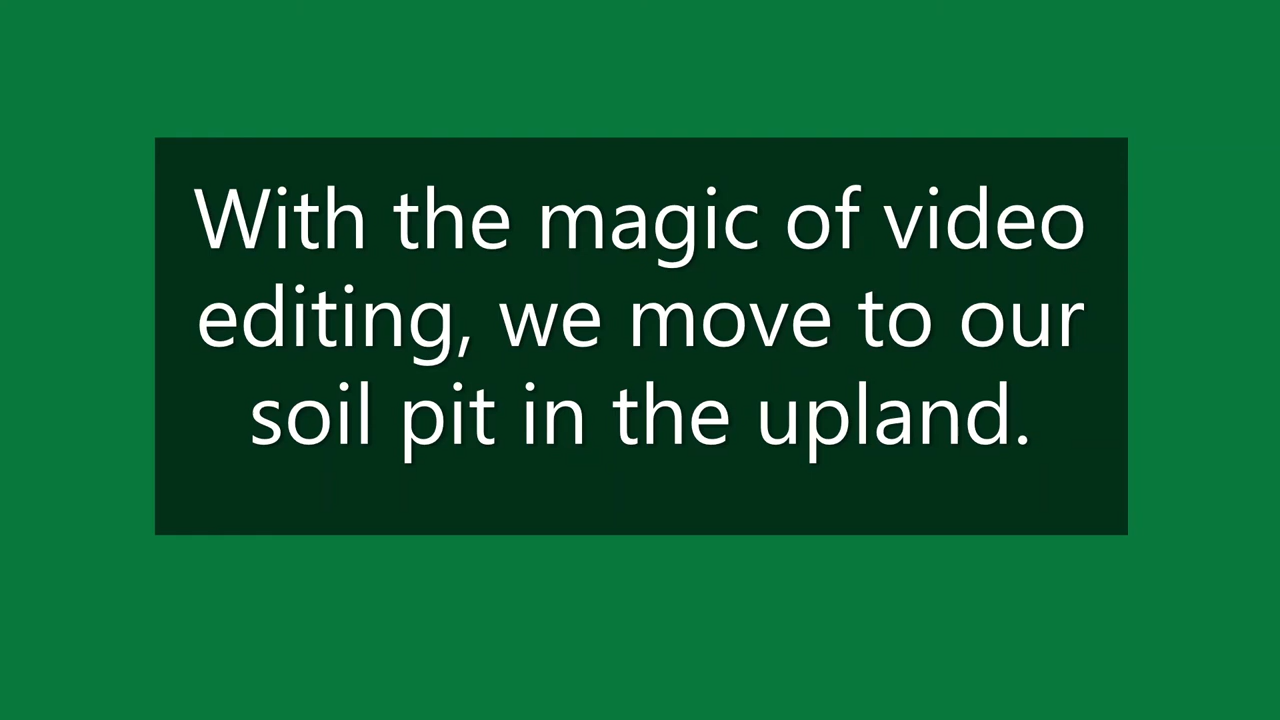 With the magic of video
editing, we move to our
soil pit in the upland.